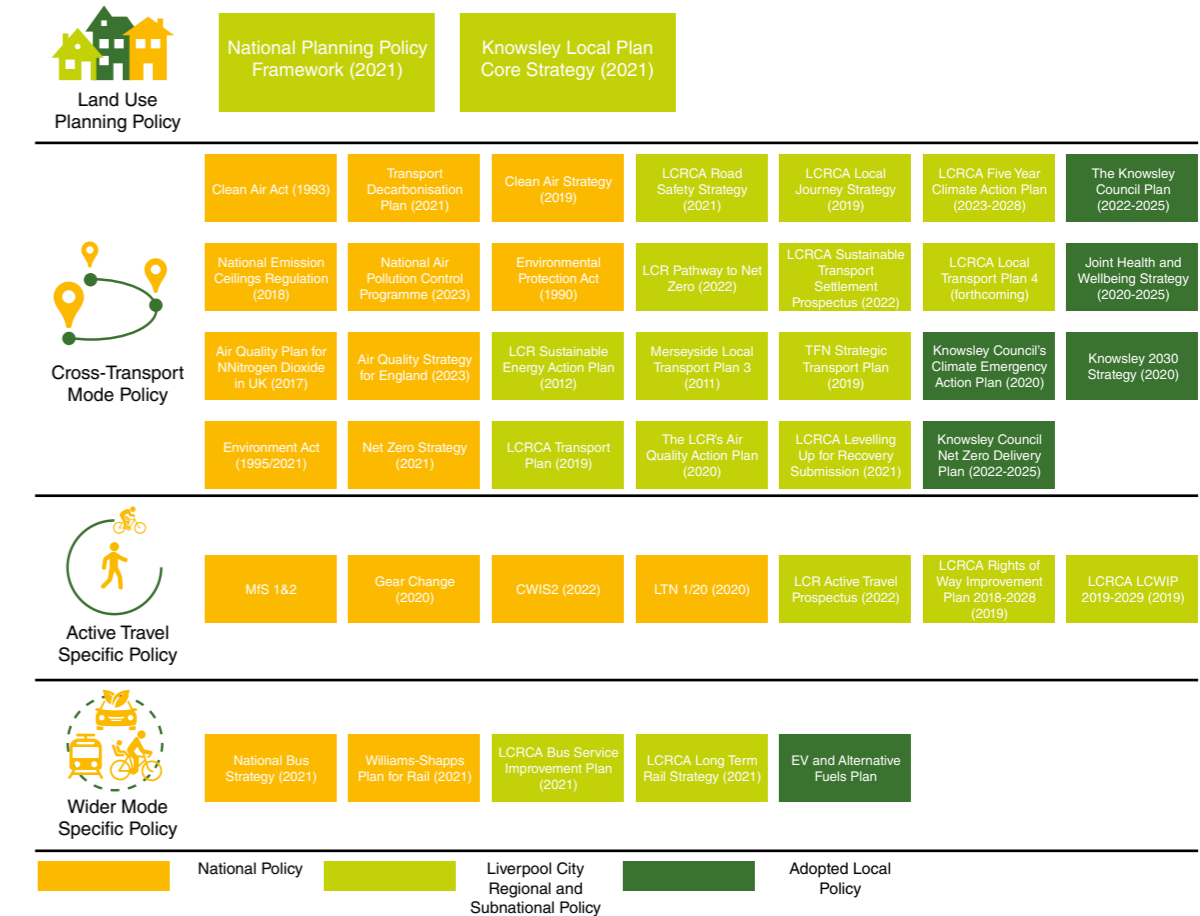 National Planning Policy
Framework (2021)
Knowsley Local Plan
Core Strategy (2021)
Land Use
Planning Policy
Clean Air Act (1993)
Transport
Decarbonisation
Plan (2021)
Clean Air Strategy
(2019)
LCRCA Road
Safety Strategy
(2021)
LCRCA Local
Journey Strategy
(2019)
LCRCA Five Year
Climate Action Plan
(2023-2028)
The Knowsley
Council Plan
(2022-2025)
National Emission
Ceilings Regulation
(2018)
National Air
Pollution Control
Programme (2023)
Environmental
Protection Act
(1990)
LCR Pathway to Net
Zero (2022)
LCRCA Sustainable
Transport
Settlement
Prospectus (2022)
LCRCA Local
Transport Plan 4
(forthcoming)
Joint Health and
Wellbeing Strategy
(2020-2025)
Cross-Transport
Mode Policy
Air Quality Plan for
NNitrogen Dioxide
in UK (2017)
Air Quality Strategy
for England (2023)
LCR Sustainable
Energy Action Plan
(2012)
Merseyside Local
Transport Plan 3
(2011)
TFN Strategic
Transport Plan
(2019)
Knowsley Council's
Climate Emergency
Action Plan (2020)
Knowsley 2030
Strategy (2020)
Environment Act
(1995/2021)
Net Zero Strategy
(2021)
LCRCA Transport
Plan (2019)
The LCR's Air
Quality Action Plan
(2020)
LCRCA Levelling
Up for Recovery
Submission (2021)
Knowsley Council
Net Zero Delivery
Plan (2022-2025)
Active Travel
Specific Policy
MfS 1&2
Gear Change
(2020)
CWIS2 (2022)
LTN 1/20 (2020)
LCR Active Travel
Prospectus (2022)
LCRCA Rights of
Way Improvement
Plan 2018-2028
(2019)
LCRCA LCWIP
2019-2029 (2019)
Wider Mode
Specific Policy
National Bus
Strategy (2021)
Williams-Shapps
Plan for Rail (2021)
LCRCA Bus Service
Improvement Plan
(2021)
LCRCA Long Term
Rail Strategy (2021)
EV and Alternative
Fuels Plan
National Policy
Liverpool City
Regional and
Subnational Policy
Adopted Local
Policy